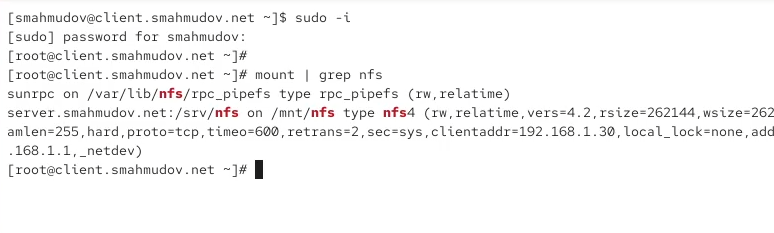 [smahmudov@client.smahmudov.net ~]$ sudo -i
[sudo] password for smahmudov:
[root@client.smahmudov.net ~]#
[root@client.smahmudov.net ~]# mount | grep nfs
sunrpc on /var/lib/nfs/rpc_pipefs type rpc_pipefs (rw,relatime)
server.smahmudov.net:/srv/nfs on /mnt/nfs type nfs4 (rw,relatime,vers=4.2,rsize=262144,wsize=262
amlen=255,hard,proto=tcp,timeo=600,retrans=2,sec=sys,clientaddr=192.168.1.30,local_lock=none,add
.168.1.1,_netdev)
[root@client.smahmudov.net ~]#